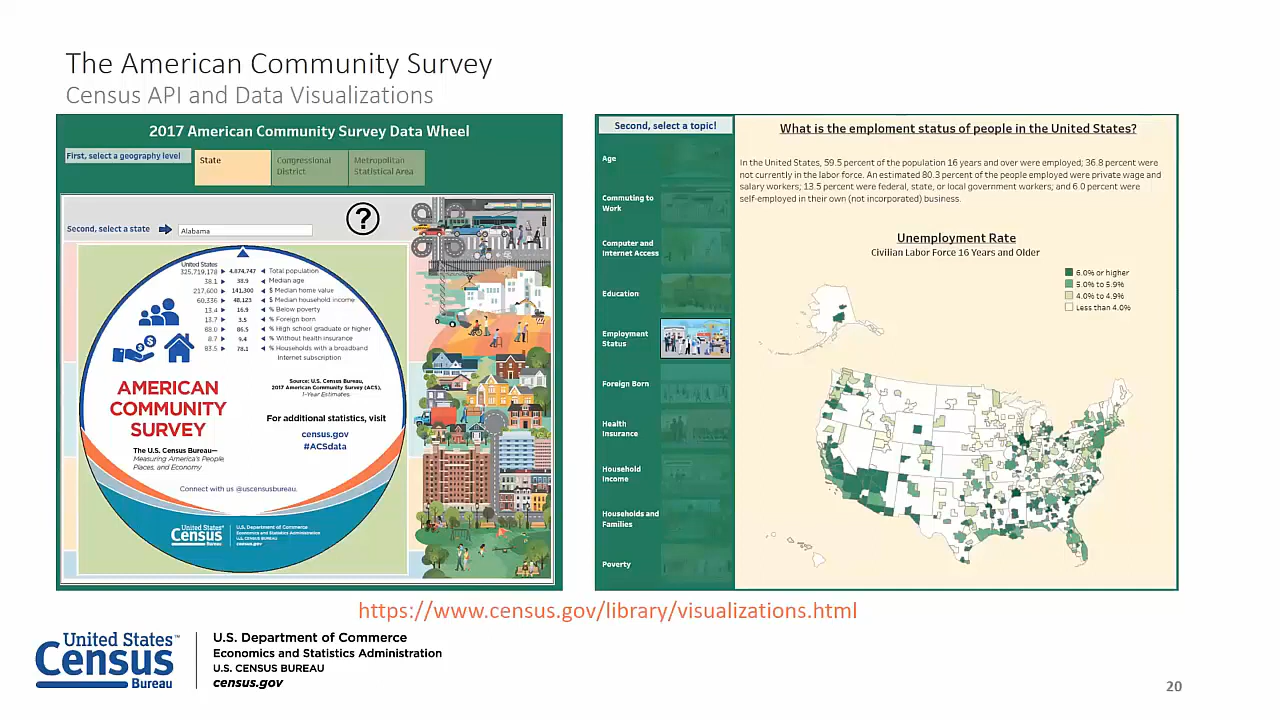 The American Community Survey
Census API and Data Visualizations
2017 American Community Survey Data Wheel
First, select a geography level
State
Congressional
District
Metropolitan
Statistical Area
Second, select a state
Alabama
?
United States
325,719,178 4,874,747 Total population
38.1 38.9 Median age
217,600 141,300 $ Median home value
60,336 48,123 $ Median household income
13.4 16.9 % Below poverty
13.7 3.5 % Foreign born
88.0 86.5 % High school graduate or higher
8.7 9.4 % Without health insurance
83.5 78.1 % Households with a broadband
Internet subscription
AMERICAN
COMMUNITY
SURVEY
The U.S. Census Bureau—
Measuring America's People
Places, and Economy
Source: U.S. Census Bureau,
2017 American Community Survey (ACS),
1-Year Estimates.
For additional statistics, visit
census.gov
#ACSdata
Connect with us @uscensusbureau.
United States
Census
Bureau
U.S. Department of Commerce
Economics and Statistics Administration
U.S. CENSUS BUREAU
census.gov
Second, select a topic!
Age
Commuting to
Work
Computer and
Internet Access
Education
Employment
Status
Foreign Born
Health
Insurance
Household
Income
Households and
Families
Poverty
What is the emploment status of people in the United States?
In the United States, 59.5 percent of the population 16 years and over were employed; 36.8 percent were
not currently in the labor force. An estimated 80.3 percent of the people employed were private wage and
salary workers; 13.5 percent were federal, state, or local government workers; and 6.0 percent were
self-employed in their own (not incorporated) business.
Unemployment Rate
Civilian Labor Force 16 Years and Older
6.0% or higher
5.0% to 5.9%
4.0% to 4.9%
Less than 4.0%
https://www.census.gov/library/visualizations.html
United States™
Census
Bureau
U.S. Department of Commerce
Economics and Statistics Administration
U.S. CENSUS BUREAU
census.gov
20